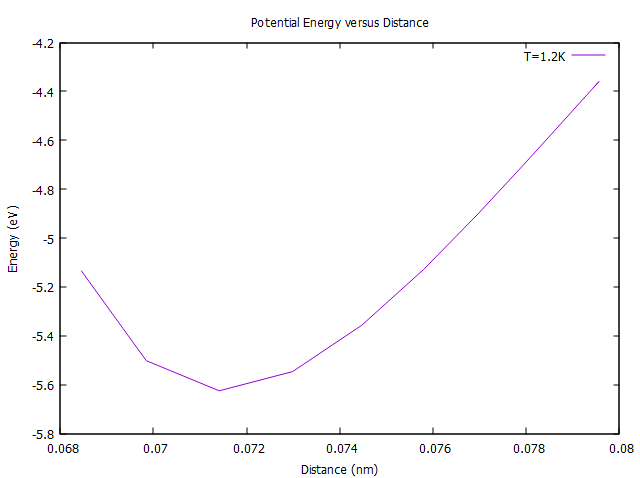 Potential Energy versus Distance
T=1.2K
-4.2
-4.4
-4.6
-4.8
-5
-5.2
-5.4
-5.6
-5.8
Energy (eV)
0.068 0.07 0.072 0.074 0.076 0.078 0.08
Distance (nm)